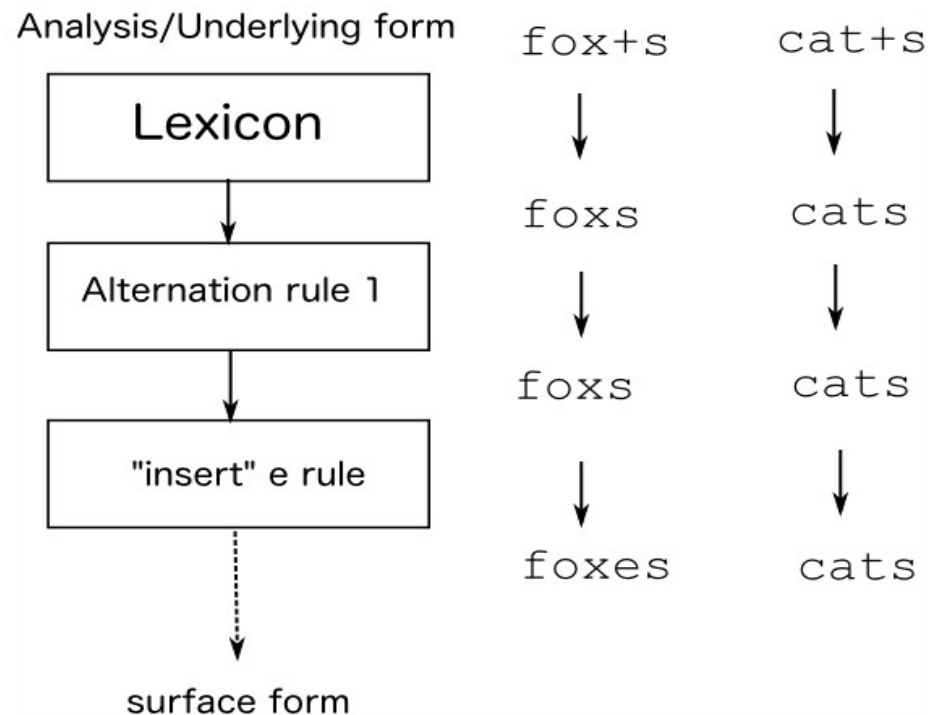 Analysis/Underlying form
fox+s cat+s
Lexicon
foxs cats
Alternation rule 1
foxs cats
"insert" e rule
foxes cats
surface form